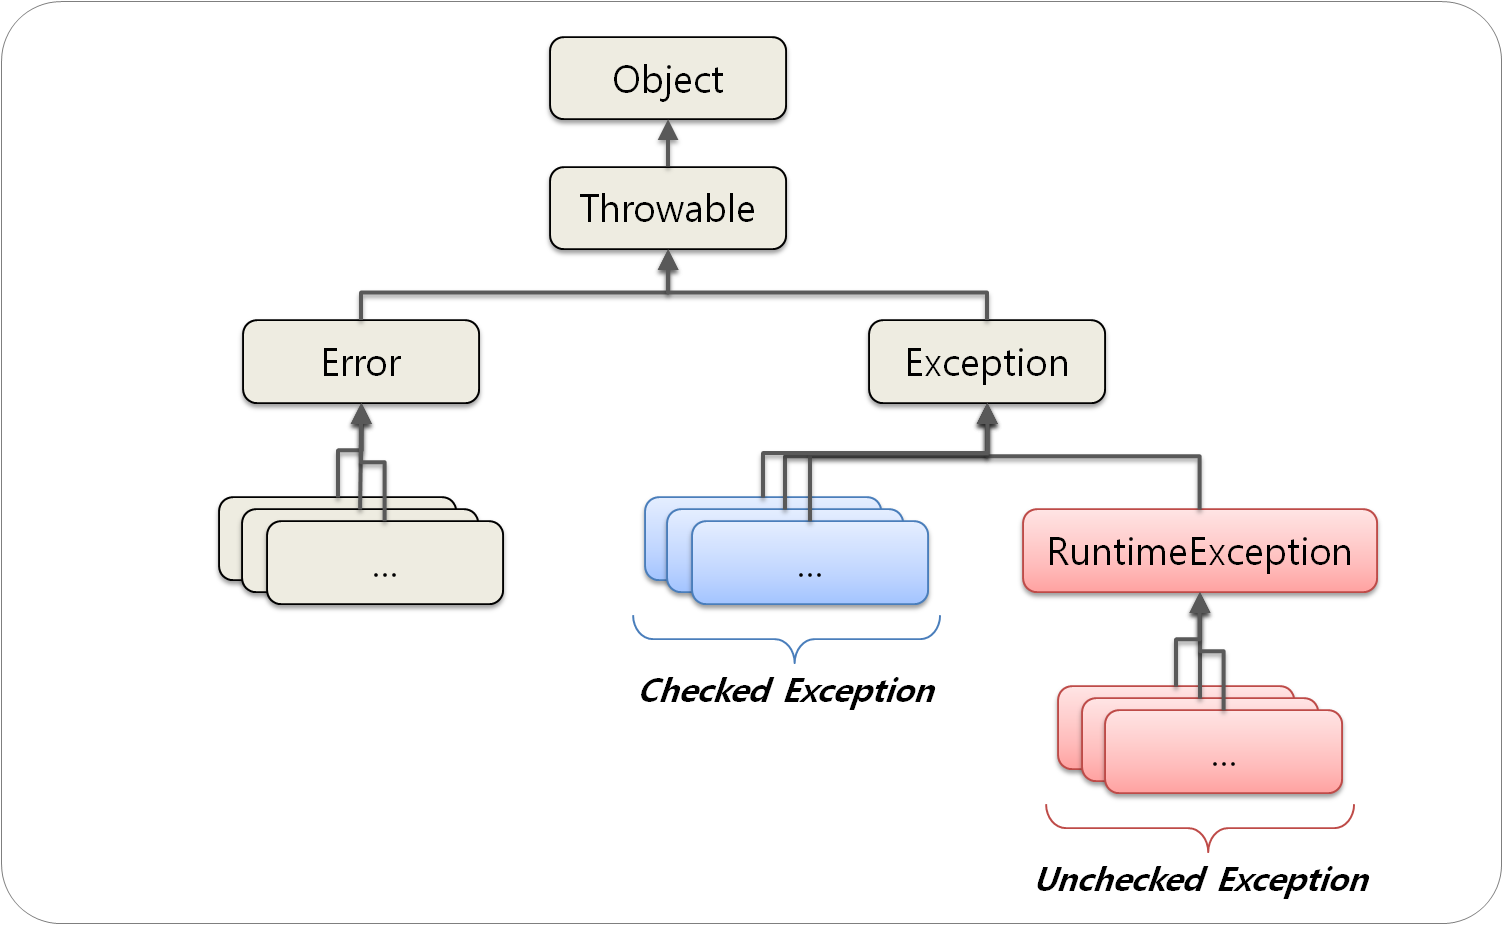 Object
Throwable
Error
Exception
...
...
RuntimeException
Checked Exception
...
Unchecked Exception